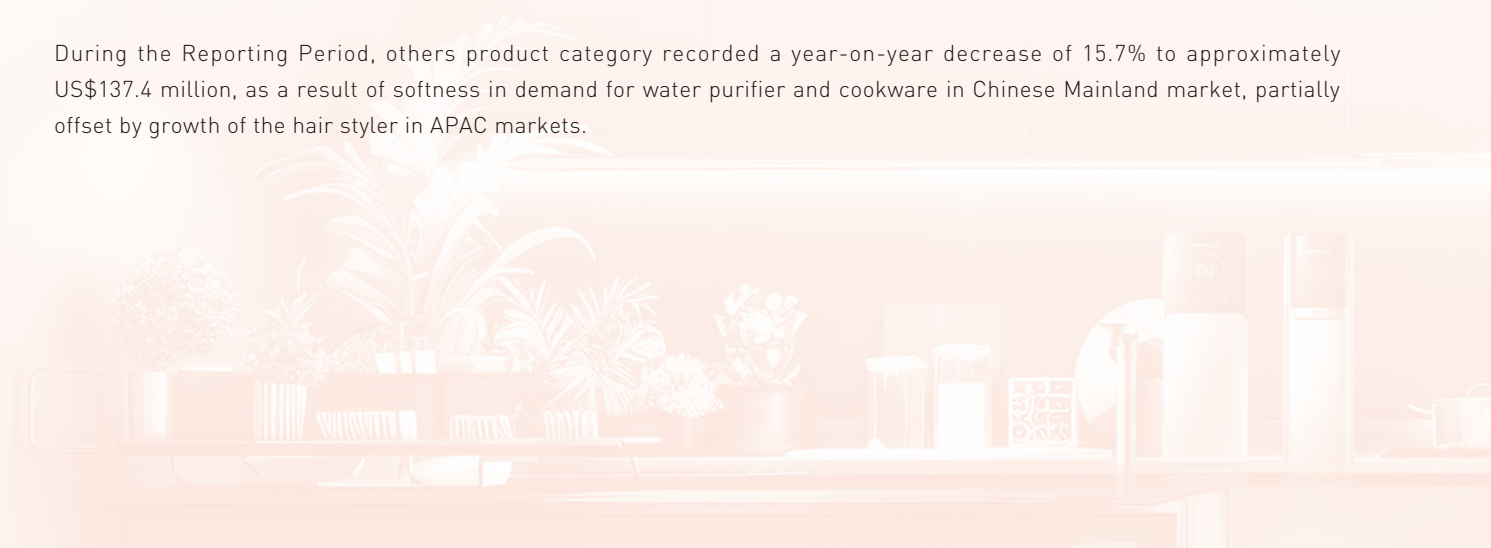 During the Reporting Period, others product category recorded a year-on-year decrease of 15.7% to approximately
US$137.4 million, as a result of softness in demand for water purifier and cookware in Chinese Mainland market, partially
offset by growth of the hair styler in APAC markets.